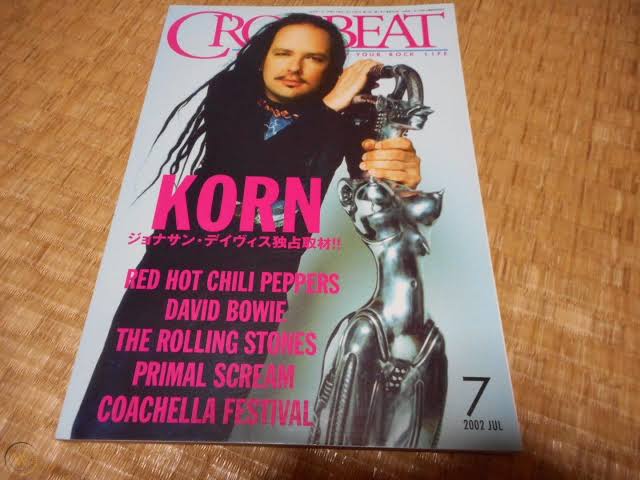 CROSSBEAT
YOUR ROCK LIFE
KORN
ジョナサン・デイヴィス独占取材!!
RED HOT CHILI PEPPERS
DAVID BOWIE
THE ROLLING STONES
PRIMAL SCREAM
COACHELLA FESTIVAL
7
2002 JUL